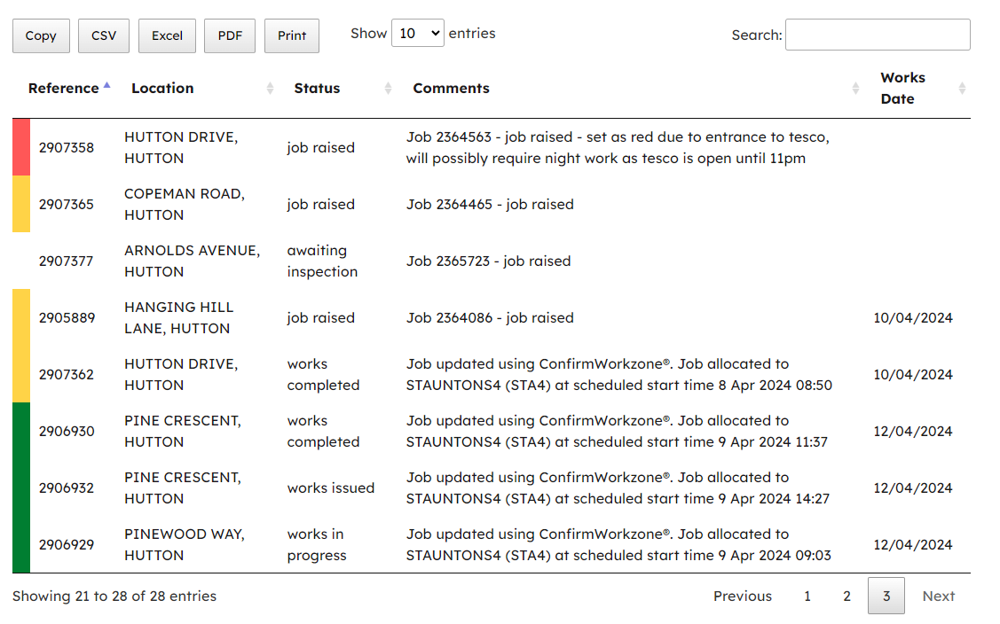 Copy CSV Excel PDF Print Show 10 entries Search:
Reference Location Status Comments Works
Date
2907358 HUTTON DRIVE, job raised Job 2364563 - job raised - set as red due to entrance to tesco,
HUTTON will possibly require night work as tesco is open until 11pm
2907365 COPEMAN ROAD, job raised Job 2364465 - job raised
HUTTON
2907377 ARNOLDS AVENUE, awaiting Job 2365723 - job raised
HUTTON inspection
2905889 HANGING HILL job raised Job 2364086 - job raised 10/04/2024
LANE, HUTTON
2907362 HUTTON DRIVE, works Job updated using ConfirmWorkzone®. Job allocated to 10/04/2024
HUTTON completed STAUNTONS4 (STA4) at scheduled start time 8 Apr 2024 08:50
2906930 PINE CRESCENT, works Job updated using ConfirmWorkzone®. Job allocated to 12/04/2024
HUTTON completed STAUNTONS4 (STA4) at scheduled start time 9 Apr 2024 11:37
2906932 PINE CRESCENT, works issued Job updated using ConfirmWorkzone®. Job allocated to 12/04/2024
HUTTON STAUNTONS4 (STA4) at scheduled start time 9 Apr 2024 14:27
2906929 PINEWOOD WAY, works in Job updated using ConfirmWorkzone®. Job allocated to 12/04/2024
HUTTON progress STAUNTONS4 (STA4) at scheduled start time 9 Apr 2024 09:03
Showing 21 to 28 of 28 entries Previous 1 2 3 Next